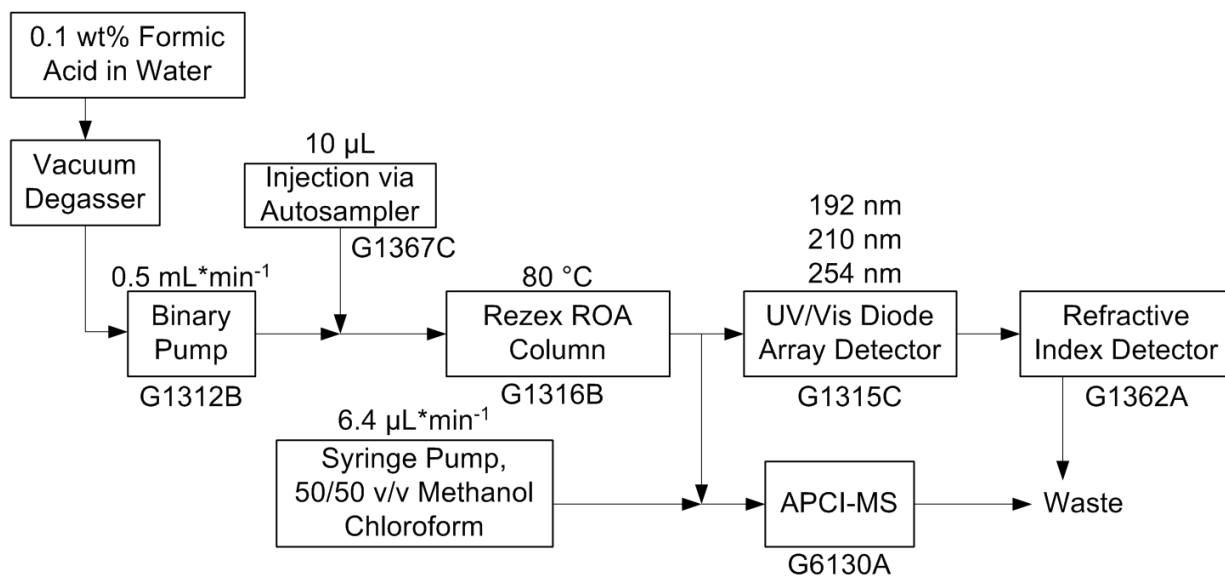 0.1 wt% Formic
Acid in Water
Vacuum
Degasser
10 µL
Injection via
Autosampler
G1367C
0.5 mL*min⁻¹
Binary
Pump
G1312B
80 °C
Rezex ROA
Column
G1316B
192 nm
210 nm
254 nm
UV/Vis Diode
Array Detector
G1315C
Refractive
Index Detector
G1362A
6.4 µL*min⁻¹
Syringe Pump,
50/50 v/v Methanol
Chloroform
APCI-MS
G6130A
Waste